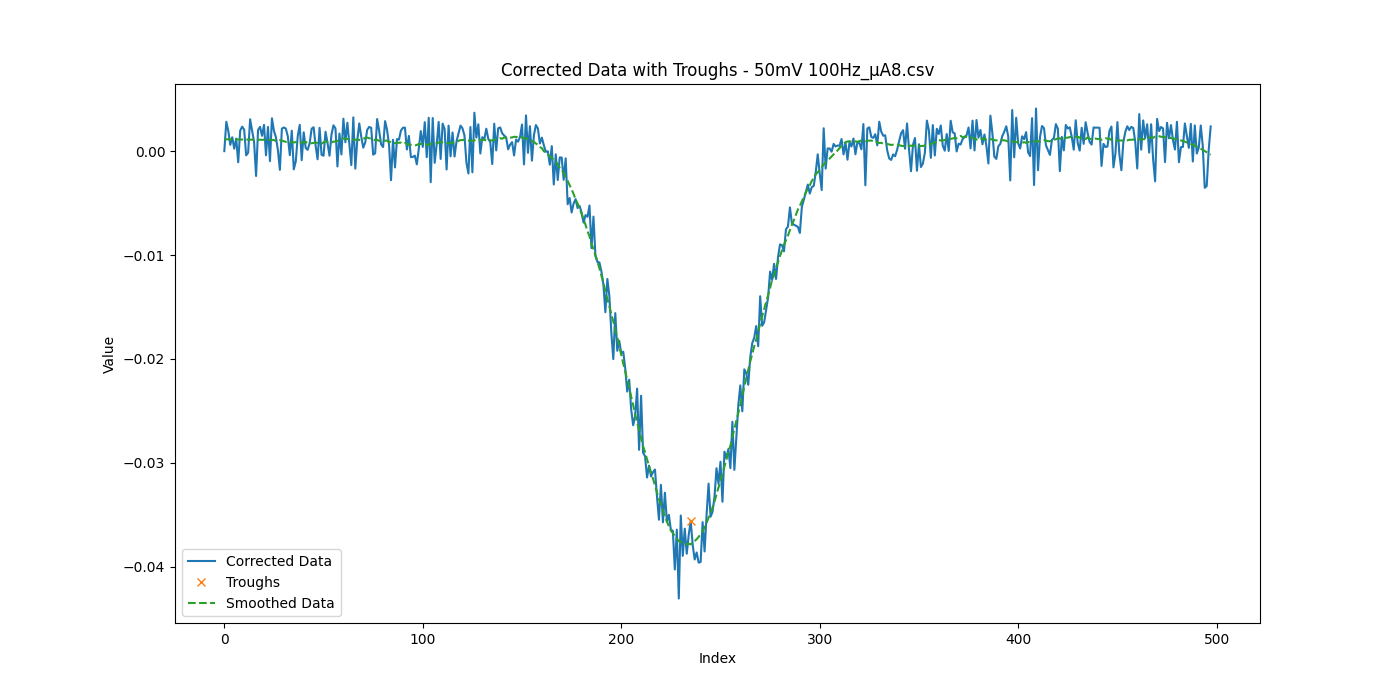 Corrected Data with Troughs - 50mV 100Hz_µA8.csv
0.00
−0.01
−0.02
−0.03
−0.04
Value
Corrected Data
Troughs
Smoothed Data
0 100 200 300 400 500
Index